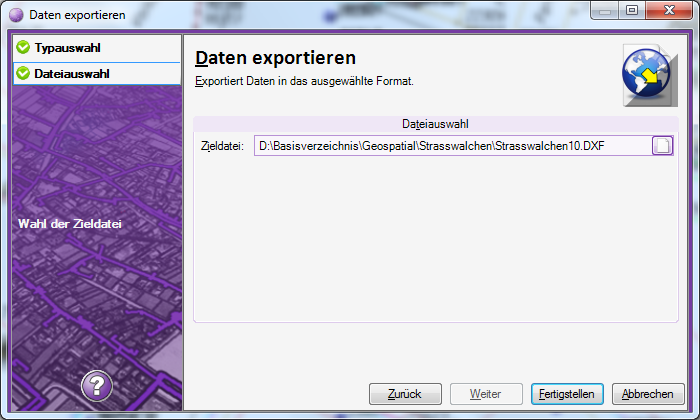 Daten exportieren
Typauswahl
Dateiauswahl
Wahl der Zieldatei
?
Daten exportieren
Exportiert Daten in das ausgewählte Format.
Dateiauswahl
Zieldatei: D:\Basisverzeichnis\Geospatial\Strasswalchen\Strasswalchen10.DXF
Zurück Weiter Fertigstellen Abbrechen